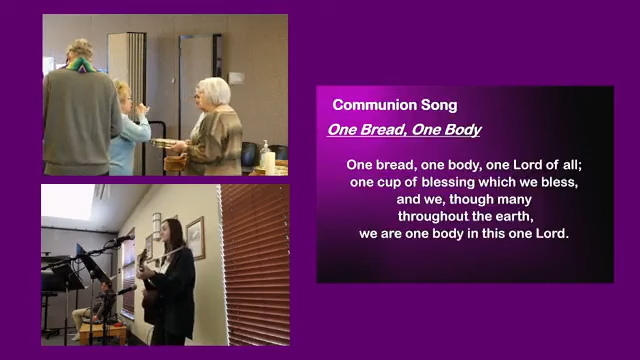 Communion Song
One Bread, One Body
One bread, one body, one Lord of all;
one cup of blessing which we bless,
and we, though many
throughout the earth,
we are one body in this one Lord.